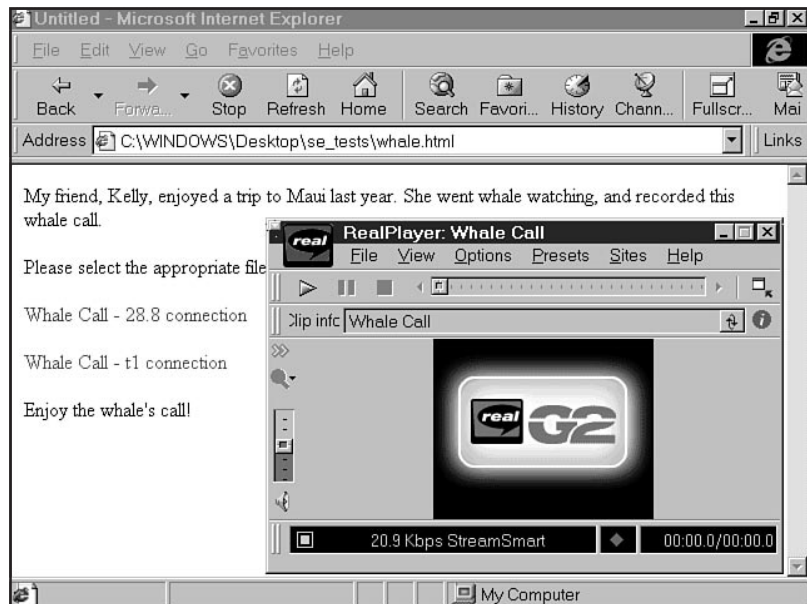 Untitled - Microsoft Internet Explorer
File Edit View Go Favorites Help
Back Forwa... Stop Refresh Home Search Favori... History Chann... Fullscr... Mai
Address C:\WINDOWS\Desktop\se_tests\whale.html Links
My friend, Kelly, enjoyed a trip to Maui last year. She went whale watching, and recorded this
whale call.
real RealPlayer: Whale Call
File View Options Presets Sites Help
Please select the appropriate file
Whale Call - 28.8 connection
Clip info Whale Call
Whale Call - t1 connection
Enjoy the whale's call!
real G2
20.9 Kbps StreamSmart 00:00.0/00:00.0
My Computer